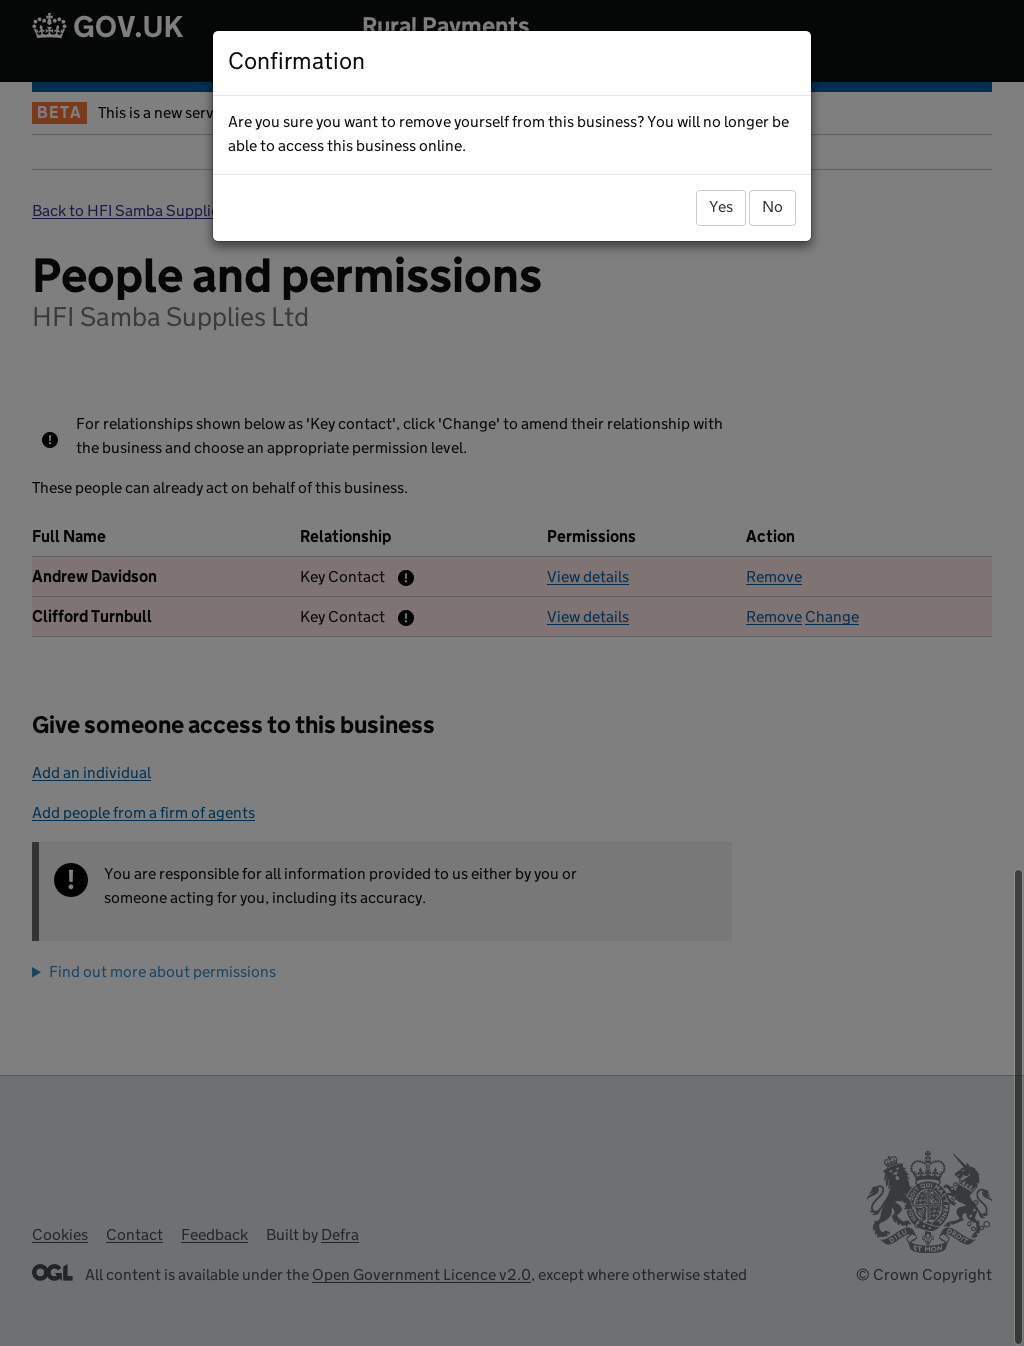 GOV.UK
Rural Payments
Confirmation
BETA This is a new serv
Are you sure you want to remove yourself from this business? You will no longer be
able to access this business online.
Yes No
Back to HFI Samba Supplie
People and permissions
HFI Samba Supplies Ltd
For relationships shown below as 'Key contact', click 'Change' to amend their relationship with
the business and choose an appropriate permission level.
These people can already act on behalf of this business.
Full Name Relationship Permissions Action
Andrew Davidson Key Contact View details Remove
Clifford Turnbull Key Contact View details Remove Change
Give someone access to this business
Add an individual
Add people from a firm of agents
You are responsible for all information provided to us either by you or
someone acting for you, including its accuracy.
Find out more about permissions
Cookies Contact Feedback Built by Defra
OGL All content is available under the Open Government Licence v2.0, except where otherwise stated
© Crown Copyright